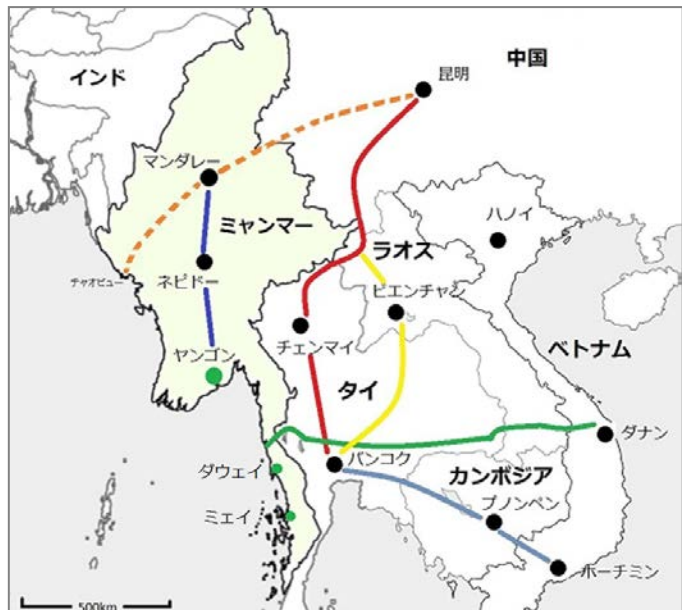 中国
インド
昆明
マンダレー
ミャンマー
ハノイ
ラオス
チャオピュー
ネピドー
ビエンチャン
ヤンゴン
チェンマイ
ベトナム
タイ
ダナン
バンコク
ダウェイ
カンボジア
プノンペン
ミェイ
ホーチミン
500km